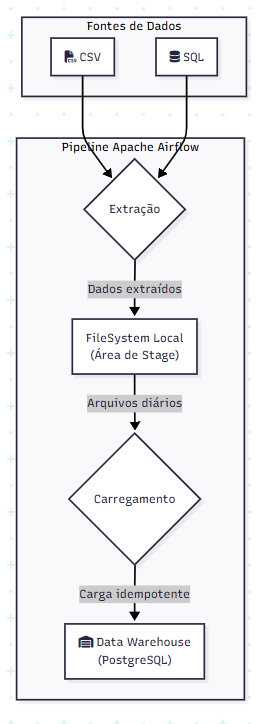 Fontes de Dados
CSV
SQL
Pipeline Apache Airflow
Extração
Dados extraídos
FileSystem Local
(Área de Stage)
Arquivos diários
Carregamento
Carga idempotente
Data Warehouse
(PostgreSQL)